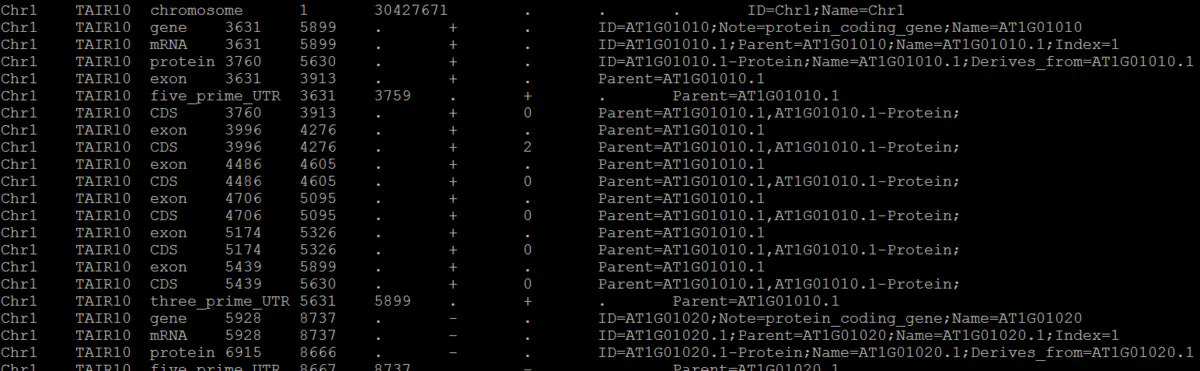 Chr1 TAIR10 chromosome 1 30427671 . . . ID=Chr1;Name=Chr1
Chr1 TAIR10 gene 3631 5899 . + . ID=AT1G01010;Note=protein_coding_gene;Name=AT1G01010
Chr1 TAIR10 mRNA 3631 5899 . + . ID=AT1G01010.1;Parent=AT1G01010;Name=AT1G01010.1;Index=1
Chr1 TAIR10 protein 3760 5630 . + . ID=AT1G01010.1-Protein;Name=AT1G01010.1;Derives_from=AT1G01010.1
Chr1 TAIR10 exon 3631 3913 . + . Parent=AT1G01010.1
Chr1 TAIR10 five_prime_UTR 3631 3759 . + . Parent=AT1G01010.1
Chr1 TAIR10 CDS 3760 3913 . + 0 Parent=AT1G01010.1,AT1G01010.1-Protein;
Chr1 TAIR10 exon 3996 4276 . + . Parent=AT1G01010.1
Chr1 TAIR10 CDS 3996 4276 . + 2 Parent=AT1G01010.1,AT1G01010.1-Protein;
Chr1 TAIR10 exon 4486 4605 . + . Parent=AT1G01010.1
Chr1 TAIR10 CDS 4486 4605 . + 0 Parent=AT1G01010.1,AT1G01010.1-Protein;
Chr1 TAIR10 exon 4706 5095 . + . Parent=AT1G01010.1
Chr1 TAIR10 CDS 4706 5095 . + 0 Parent=AT1G01010.1,AT1G01010.1-Protein;
Chr1 TAIR10 exon 5174 5326 . + . Parent=AT1G01010.1
Chr1 TAIR10 CDS 5174 5326 . + 0 Parent=AT1G01010.1,AT1G01010.1-Protein;
Chr1 TAIR10 exon 5439 5899 . + . Parent=AT1G01010.1
Chr1 TAIR10 CDS 5439 5630 . + 0 Parent=AT1G01010.1,AT1G01010.1-Protein;
Chr1 TAIR10 three_prime_UTR 5631 5899 . + . Parent=AT1G01010.1
Chr1 TAIR10 gene 5928 8737 . - . ID=AT1G01020;Note=protein_coding_gene;Name=AT1G01020
Chr1 TAIR10 mRNA 5928 8737 . - . ID=AT1G01020.1;Parent=AT1G01020;Name=AT1G01020.1;Index=1
Chr1 TAIR10 protein 6915 8666 . - . ID=AT1G01020.1-Protein;Name=AT1G01020.1;Derives_from=AT1G01020.1
Chr1 TAIR10 five_prime_UTR 8667 8737 . - . Parent=AT1G01020.1